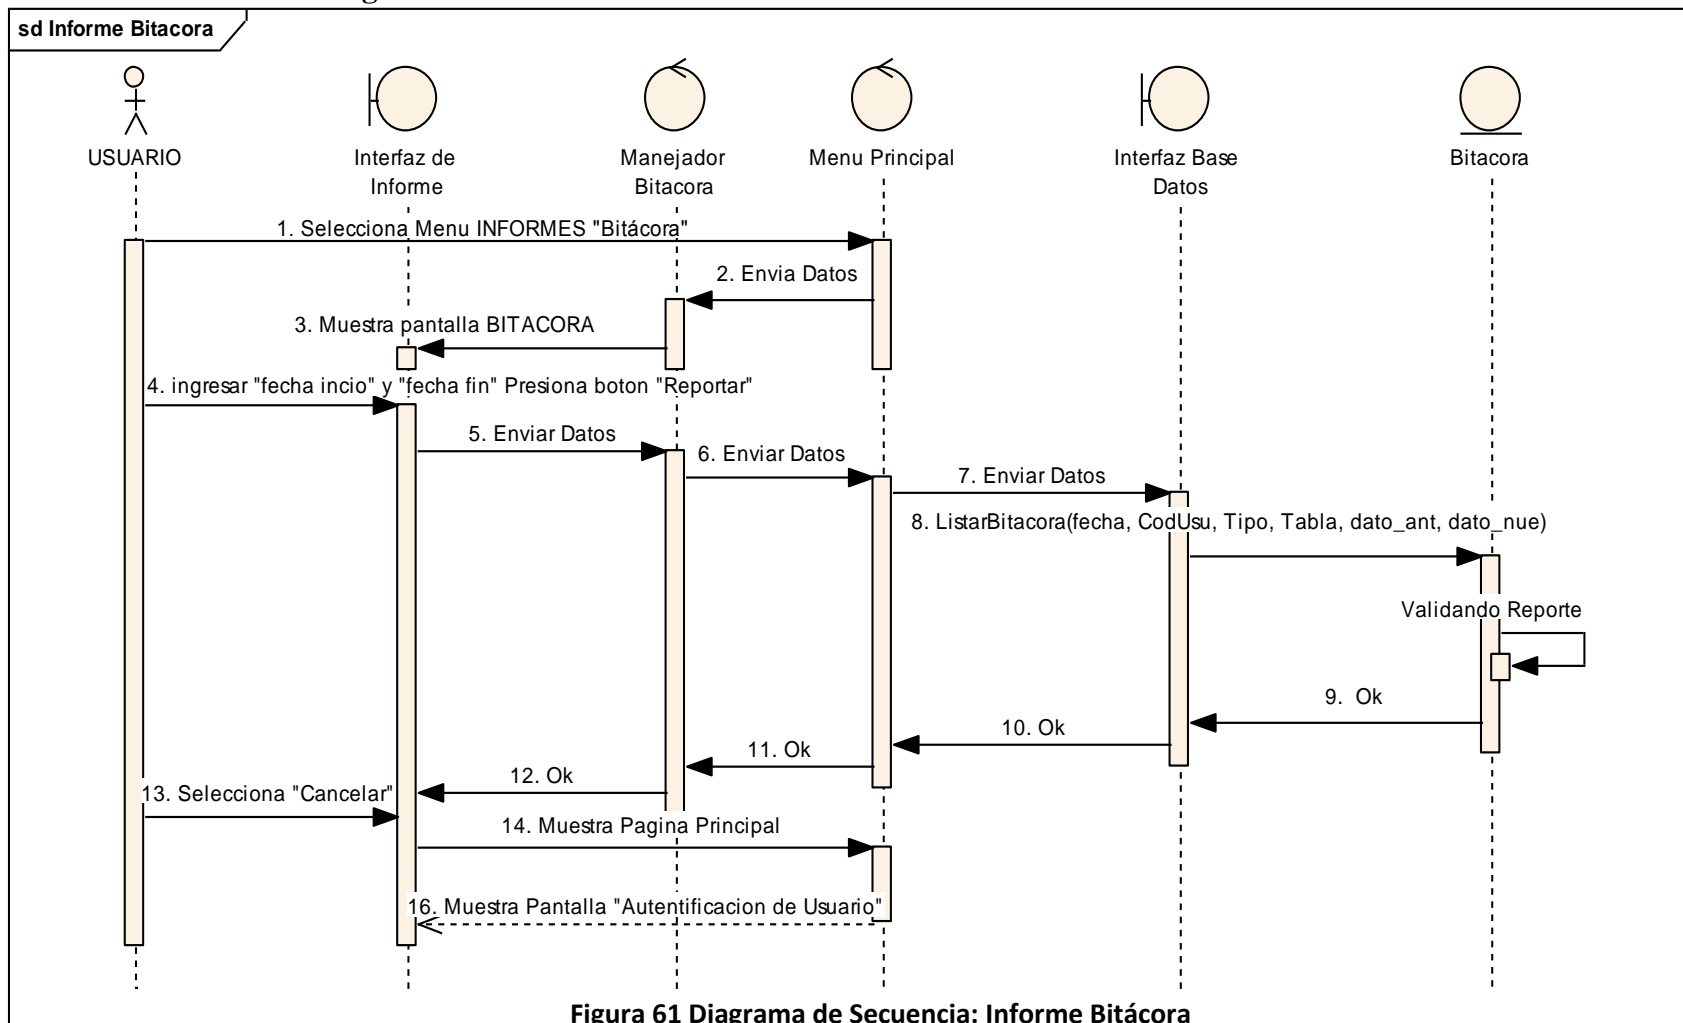 sd Informe Bitacora
USUARIO
Interfaz de
Informe
Manejador
Bitacora
Menu Principal
Interfaz Base
Datos
Bitacora
1. Selecciona Menu INFORMES "Bitácora"
2. Envia Datos
3. Muestra pantalla BITACORA
4. ingresar "fecha incio" y "fecha fin" Presiona boton "Reportar"
5. Enviar Datos
6. Enviar Datos
7. Enviar Datos
8. ListarBitacora(fecha, CodUsu, Tipo, Tabla, dato_ant, dato_nue)
Validando Reporte
9. Ok
10. Ok
11. Ok
12. Ok
13. Selecciona "Cancelar"
14. Muestra Pagina Principal
16. Muestra Pantalla "Autentificacion de Usuario"
Figura 61 Diagrama de Secuencia: Informe Bitácora